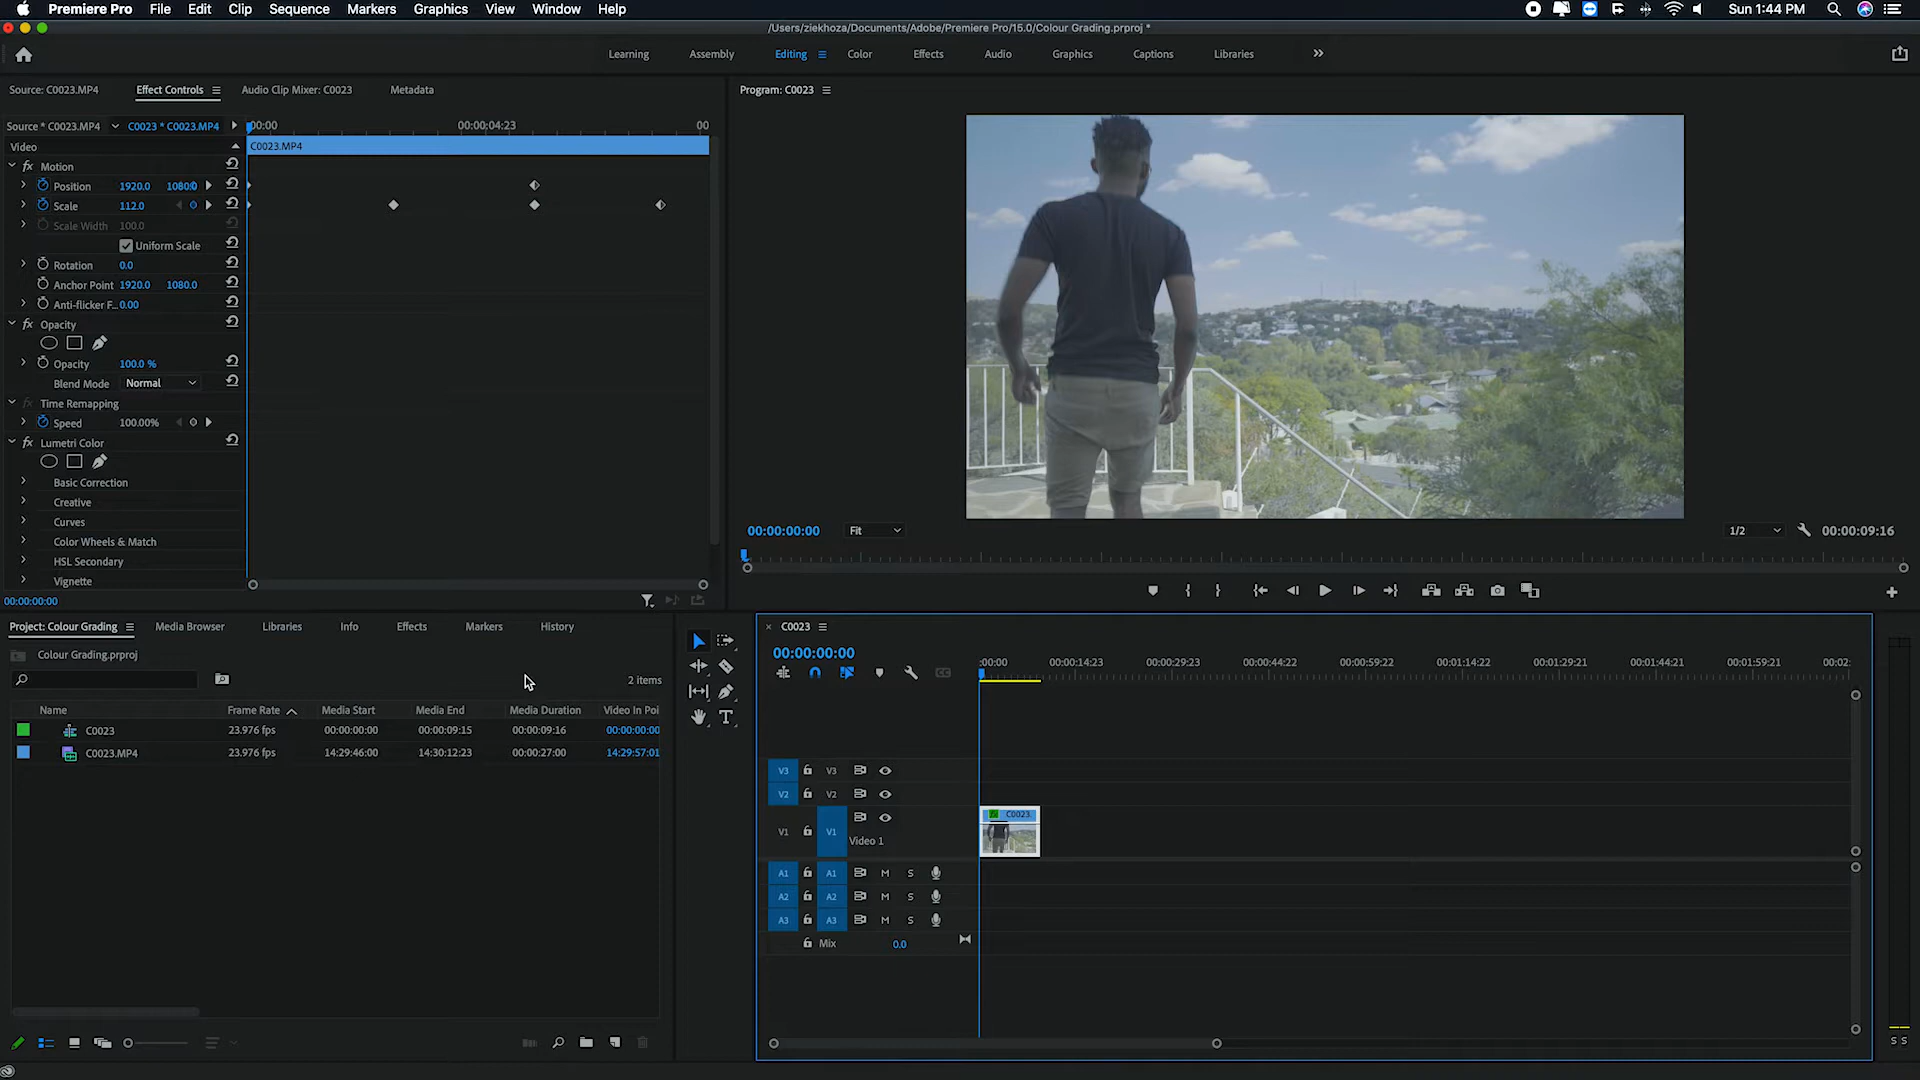 Premiere Pro File Edit Clip Sequence Markers Graphics View Window Help Sun 1:44 PM
/Users/ziekhoza/Documents/Adobe/Premiere Pro/15.0/Colour Grading.prproj *
Learning Assembly Editing Color Effects Audio Graphics Captions Libraries
Source: C0023.MP4 Effect Controls Audio Clip Mixer: C0023 Metadata
Program: C0023
Source * C0023.MP4 C0023 * C0023.MP4 :00:00 00:00:04:23 00
Video C0023.MP4
fx Motion
Position 1920.0 1080.0
Scale 112.0
Scale Width 100.0
Uniform Scale
Rotation 0.0
Anchor Point 1920.0 1080.0
Anti-flicker F... 0.00
fx Opacity
Opacity 100.0 %
Blend Mode Normal
fx Time Remapping
Speed 100.00%
fx Lumetri Color
Basic Correction
Creative
Curves
Color Wheels & Match
HSL Secondary
Vignette
00:00:00:00
00:00:00:00 Fit 1/2 00:00:09:16
Project: Colour Grading Media Browser Libraries Info Effects Markers History
Colour Grading.prproj
2 items
Name Frame Rate Media Start Media End Media Duration Video In Poi
C0023 23.976 fps 00:00:00:00 00:00:09:15 00:00:09:16 00:00:00:00
C0023.MP4 23.976 fps 14:29:46:00 14:30:12:23 00:00:27:00 14:29:57:01
T
C0023
00:00:00:00
:00:00 00:00:14:23 00:00:29:23 00:00:44:22 00:00:59:22 00:01:14:22 00:01:29:21 00:01:44:21 00:01:59:21 00:02:
CC
V3 V3
V2 V2
V1 V1
Video 1
fx C0023.
A1 A1 M S
A2 A2 M S
A3 A3 M S
Mix 0.0
S S